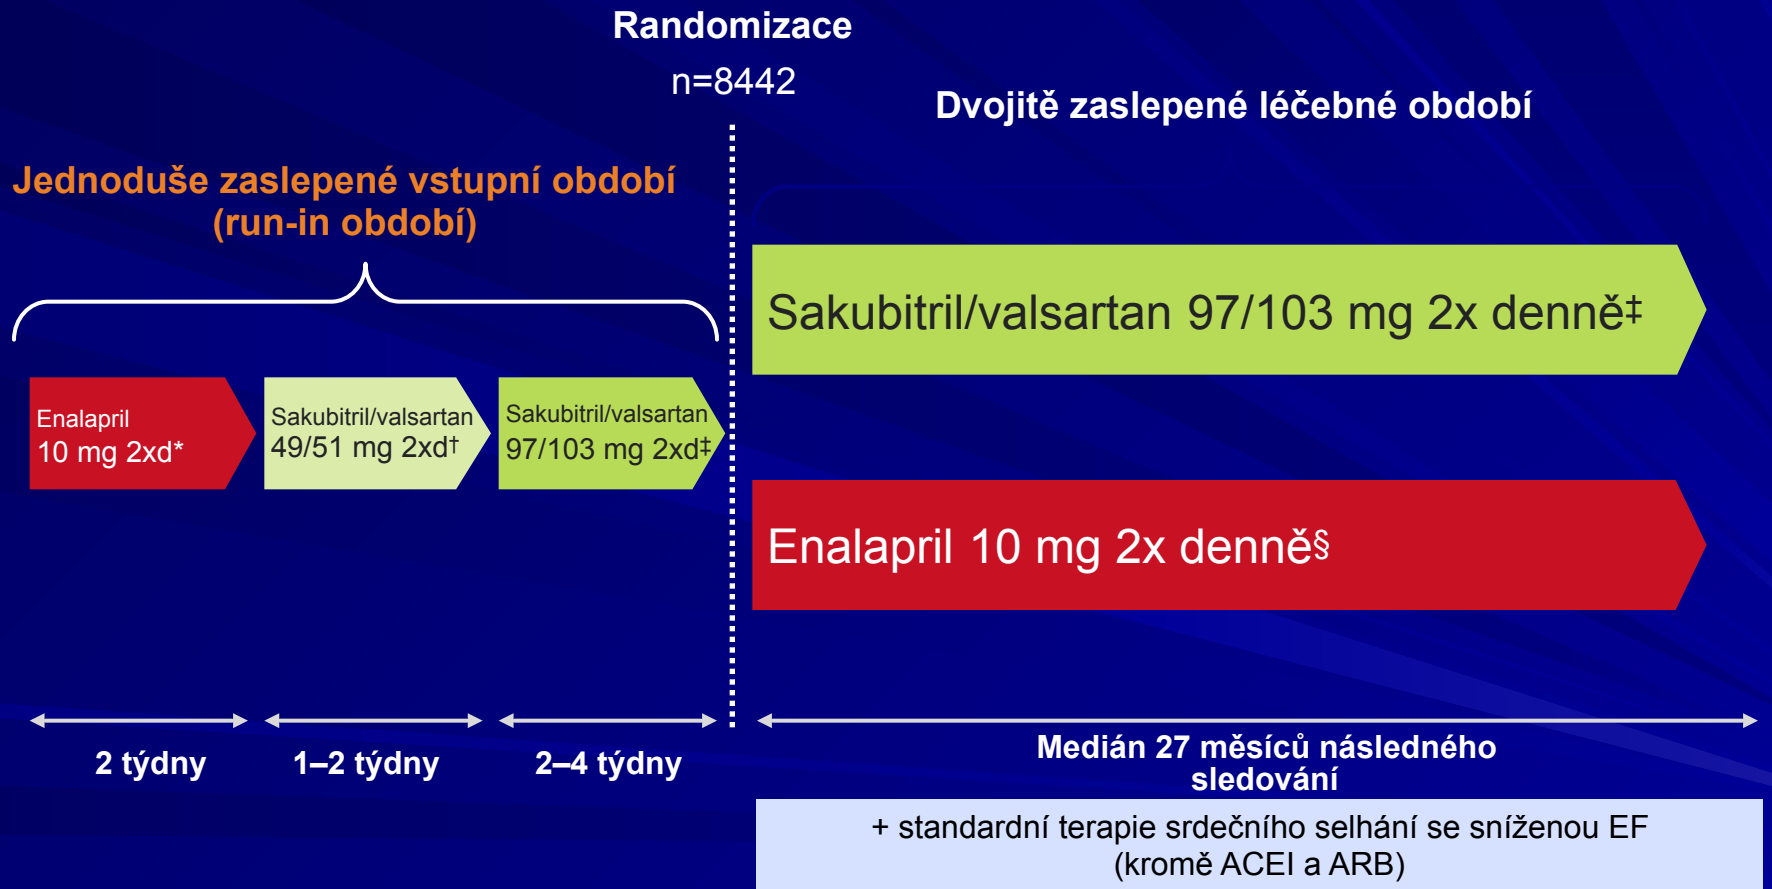 Randomizace
n=8442
Dvojitě zaslepené léčebné období
Jednoduše zaslepené vstupní období
(run-in období)
Sakubitril/valsartan 97/103 mg 2x denně‡
Enalapril
10 mg 2xd*
Sakubitril/valsartan
49/51 mg 2xd†
Sakubitril/valsartan
97/103 mg 2xd‡
Enalapril 10 mg 2x denně§
2 týdny
1–2 týdny
2–4 týdny
Medián 27 měsíců následného
sledování
+ standardní terapie srdečního selhání se sníženou EF
(kromě ACEI a ARB)